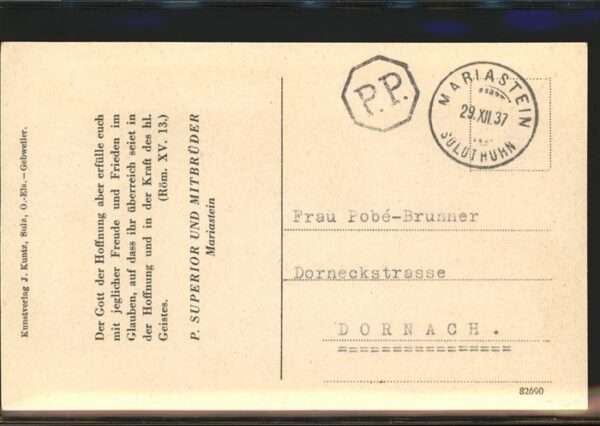 Kunstverlag J. Kuntz, Sulz, O.-Els. – Gebweiler.
Der Gott der Hoffnung aber erfülle euch
mit jeglicher Freude und Frieden im
Glauben, auf dass ihr überreich seiet in
der Hoffnung und in der Kraft des hl.
Geistes. (Röm. XV. 13.)
P. SUPERIOR UND MITBRÜDER
Mariastein
P.P.
MARIASTEIN
29.XII.37
SOLOTHURN
Frau Pobé-Brunner
Dorneckstrasse
DORNACH.
82690